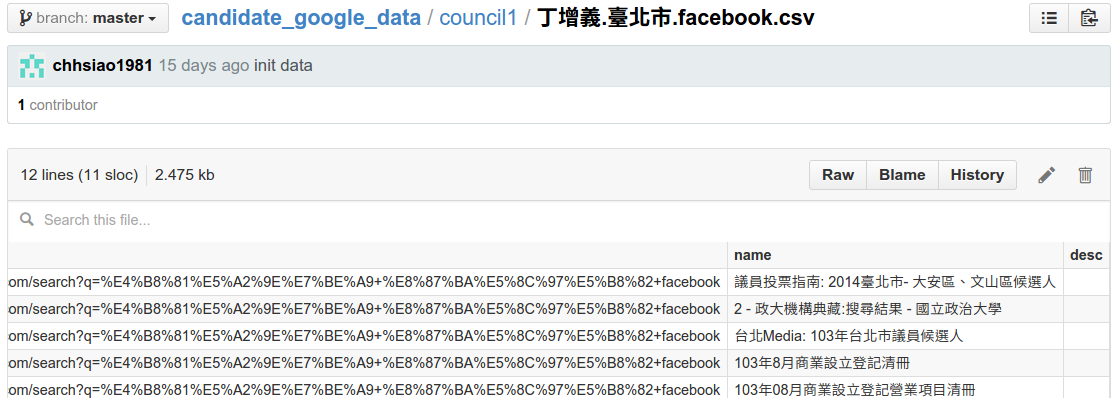 branch: master candidate_google_data / council1 / 丁增義.臺北市.facebook.csv
chhsiao1981 15 days ago init data
1 contributor
12 lines (11 sloc) 2.475 kb Raw Blame History
Search this file...
name desc
com/search?q=%E4%B8%81%E5%A2%9E%E7%BE%A9+%E8%87%BA%E5%8C%97%E5%B8%82+facebook 議員投票指南: 2014臺北市- 大安區、文山區候選人
com/search?q=%E4%B8%81%E5%A2%9E%E7%BE%A9+%E8%87%BA%E5%8C%97%E5%B8%82+facebook 2 - 政大機構典藏:搜尋結果 - 國立政治大學
com/search?q=%E4%B8%81%E5%A2%9E%E7%BE%A9+%E8%87%BA%E5%8C%97%E5%B8%82+facebook 台北Media: 103年台北市議員候選人
com/search?q=%E4%B8%81%E5%A2%9E%E7%BE%A9+%E8%87%BA%E5%8C%97%E5%B8%82+facebook 103年8月商業設立登記清冊
com/search?q=%E4%B8%81%E5%A2%9E%E7%BE%A9+%E8%87%BA%E5%8C%97%E5%B8%82+facebook 103年08月商業設立登記營業項目清冊